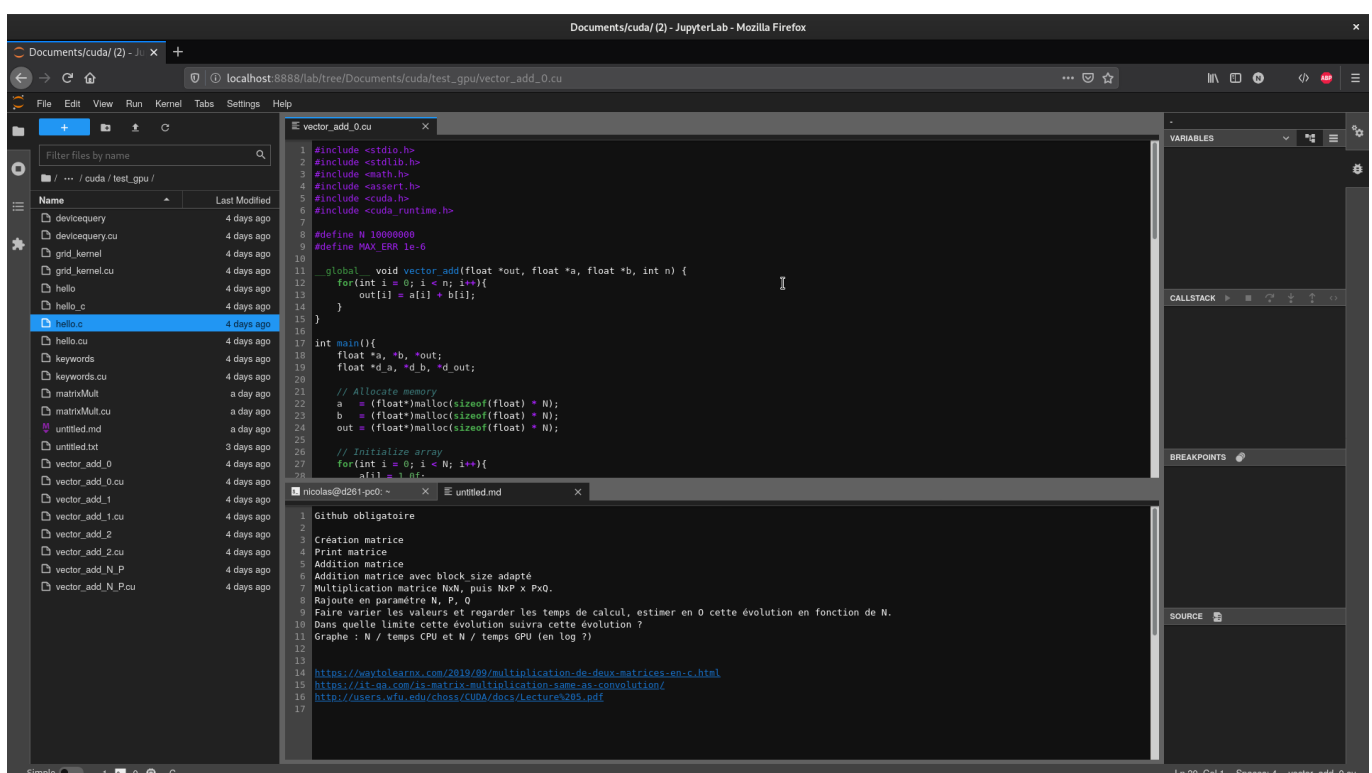 Documents/cuda/ (2) - JupyterLab - Mozilla Firefox
Documents/cuda/ (2) - Ju
localhost:8888/lab/tree/Documents/cuda/test_gpu/vector_add_0.cu
ABP
File Edit View Run Kernel Tabs Settings Help
Filter files by name
/ ··· / cuda / test_gpu /
Name Last Modified
devicequery 4 days ago
devicequery.cu 4 days ago
grid_kernel 4 days ago
grid_kernel.cu 4 days ago
hello 4 days ago
hello_c 4 days ago
hello.c 4 days ago
hello.cu 4 days ago
keywords 4 days ago
keywords.cu 4 days ago
matrixMult a day ago
matrixMult.cu a day ago
untitled.md a day ago
untitled.txt 3 days ago
vector_add_0 4 days ago
vector_add_0.cu 4 days ago
vector_add_1 4 days ago
vector_add_1.cu 4 days ago
vector_add_2 4 days ago
vector_add_2.cu 4 days ago
vector_add_N_P 4 days ago
vector_add_N_P.cu 4 days ago
vector_add_0.cu
1 #include <stdio.h>
2 #include <stdlib.h>
3 #include <math.h>
4 #include <assert.h>
5 #include <cuda.h>
6 #include <cuda_runtime.h>
7
8 #define N 10000000
9 #define MAX_ERR 1e-6
10
11 __global__ void vector_add(float *out, float *a, float *b, int n) {
12 for(int i = 0; i < n; i++){
13 out[i] = a[i] + b[i];
14 }
15 }
16
17 int main(){
18 float *a, *b, *out;
19 float *d_a, *d_b, *d_out;
20
21 // Allocate memory
22 a = (float*)malloc(sizeof(float) * N);
23 b = (float*)malloc(sizeof(float) * N);
24 out = (float*)malloc(sizeof(float) * N);
25
26 // Initialize array
27 for(int i = 0; i < N; i++){
28 a[i] = 1.0f;
nicolas@d261-pc0: ~
untitled.md
1 Github obligatoire
2
3 Création matrice
4 Print matrice
5 Addition matrice
6 Addition matrice avec block_size adapté
7 Multiplication matrice NxN, puis NxP x PxQ.
8 Rajoute en paramétre N, P, Q
9 Faire varier les valeurs et regarder les temps de calcul, estimer en O cette évolution en fonction de N.
10 Dans quelle limite cette évolution suivra cette évolution ?
11 Graphe : N / temps CPU et N / temps GPU (en log ?)
12
13
14 https://waytolearnx.com/2019/09/multiplication-de-deux-matrices-en-c.html
15 https://it-qa.com/is-matrix-multiplication-same-as-convolution/
16 http://users.wfu.edu/choss/CUDA/docs/Lecture%205.pdf
17
VARIABLES
CALLSTACK
BREAKPOINTS
SOURCE
Simple